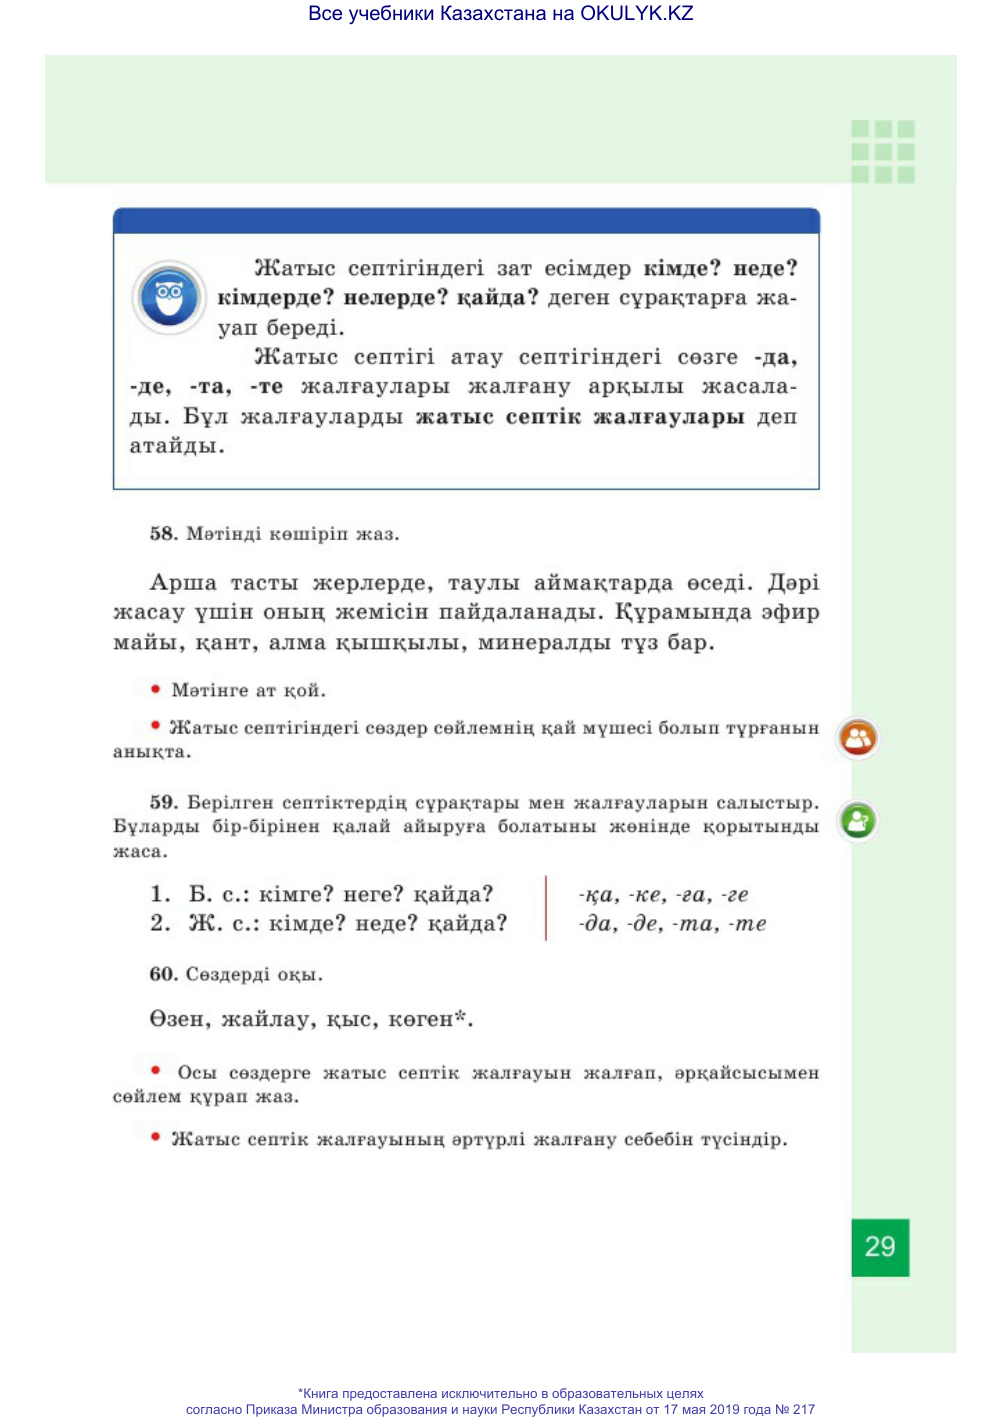 Все учебники Казахстана на OKULYK.KZ
Жатыс септігіндегі зат есімдер кімде? неде?
кімдерде? нелерде? қайда? деген сұрақтарға жа-
уап береді.
Жатыс септігі атау септігіндегі сөзге -да,
-де, -та, -те жалғаулары жалғану арқылы жасала-
ды. Бұл жалғауларды жатыс септік жалғаулары деп
атайды.
58. Мәтінді көшіріп жаз.
Арша тасты жерлерде, таулы аймақтарда өседі. Дәрі
жасау үшін оның жемісін пайдаланады. Құрамында эфир
майы, қант, алма қышқылы, минералды тұз бар.
• Мәтінге ат қой.
• Жатыс септігіндегі сөздер сөйлемнің қай мүшесі болып тұрғанын
анықта.
59. Берілген септіктердің сұрақтары мен жалғауларын салыстыр.
Бұларды бір-бірінен қалай айыруға болатыны жөнінде қорытынды
жаса.
1. Б. с.: кімге? неге? қайда? -қа, -ке, -ға, -ге
2. Ж. с.: кімде? неде? қайда? -да, -де, -та, -те
60. Сөздерді оқы.
Өзен, жайлау, қыс, көген*.
• Осы сөздерге жатыс септік жалғауын жалғап, әрқайсысымен
сөйлем құрап жаз.
• Жатыс септік жалғауының әртүрлі жалғану себебін түсіндір.
29
*Книга предоставлена исключительно в образовательных целях
согласно Приказа Министра образования и науки Республики Казахстан от 17 мая 2019 года № 217